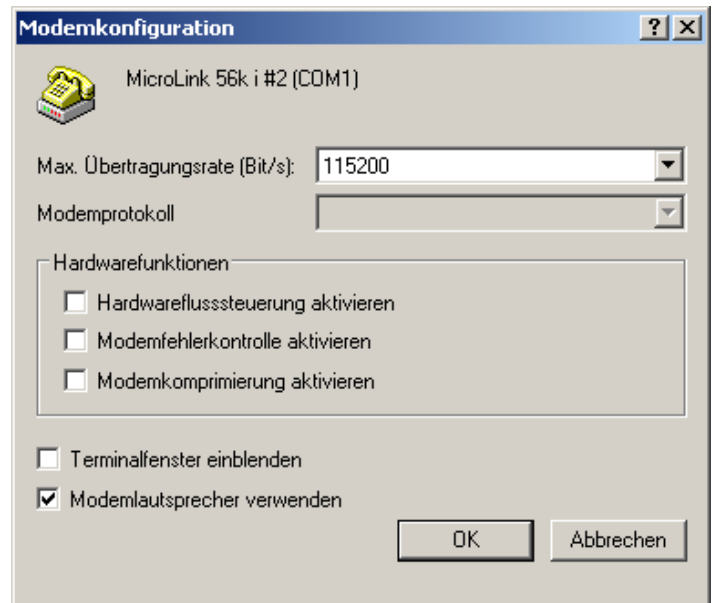 Modemkonfiguration
MicroLink 56k i #2 (COM1)
Max. Übertragungsrate (Bit/s): 115200
Modemprotokoll
Hardwarefunktionen
Hardwareflusssteuerung aktivieren
Modemfehlerkontrolle aktivieren
Modemkomprimierung aktivieren
Terminalfenster einblenden
Modemlautsprecher verwenden
OK Abbrechen